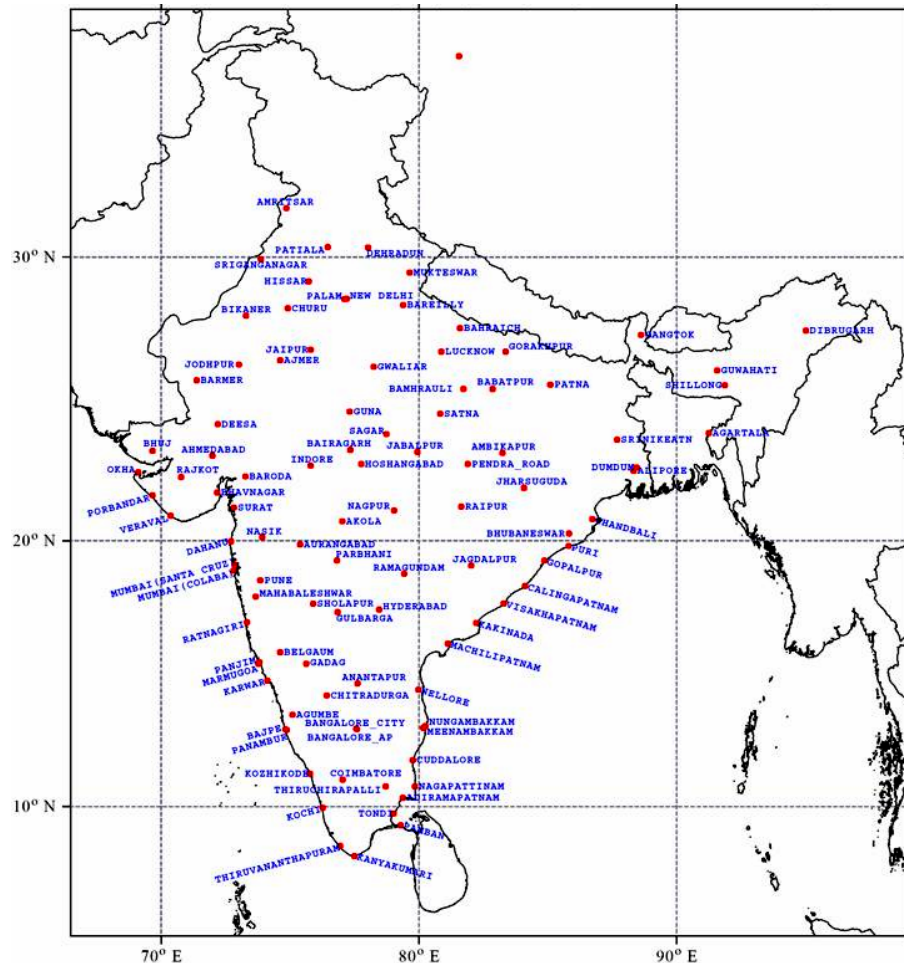 AMRITSAR
30° N
PATIALA
DEHRADUN
SRIGANGANAGAR
HISSAR
MUKTESWAR
PALAM NEW DELHI
BIKANER
CHURU
BAREILLY
BAHRAICH
GANGTOK
DIBRUGARH
JAIPUR
AJMER
LUCKNOW
GORAKHPUR
JODHPUR
GWALIAR
GUWAHATI
BARMER
BAMHRAULI
BABATPUR
PATNA
SHILLONG
GUNA
SATNA
DEESA
SAGAR
SRINIKEATN
AGARTALA
BHUJ
AHMEDABAD
BAIRAGARH
JABALPUR
AMBIKAPUR
OKHA
RAJKOT
INDORE
HOSHANGABAD
PENDRA_ROAD
DUMDUM
ALIPORE
BARODA
JHARSUGUDA
PORBANDAR
BHAVNAGAR
VERAVAL
SURAT
NAGPUR
RAIPUR
AKOLA
CHANDBALI
20° N
DAHANU
NASIK
AURANGABAD
BHUBANESWAR
PURI
PARBHANI
JAGDALPUR
GOPALPUR
MUMBAI(SANTA CRUZ
MUMBAI(COLABA)
RAMAGUNDAM
PUNE
CALINGAPATNAM
MAHABALESHWAR
SHOLAPUR
HYDERABAD
GULBARGA
VISAKHAPATNAM
RATNAGIRI
KAKINADA
MACHILIPATNAM
BELGAUM
PANJIM
MARMUGOA
GADAG
KARWAR
ANANTAPUR
CHITRADURGA
NELLORE
AGUMBE
BANGALORE_CITY
NUNGAMBAKKAM
MEENAMBAKKAM
BAJPE
PANAMBUR
BANGALORE_AP
CUDDALORE
KOZHIKODE
COIMBATORE
THIRUCHIRAPALLI
NAGAPATTINAM
ADIRAMAPATNAM
10° N
KOCHI
TONDI
PAMBAN
THIRUVANANTHAPURAM
KANYAKUMARI
70° E
80° E
90° E